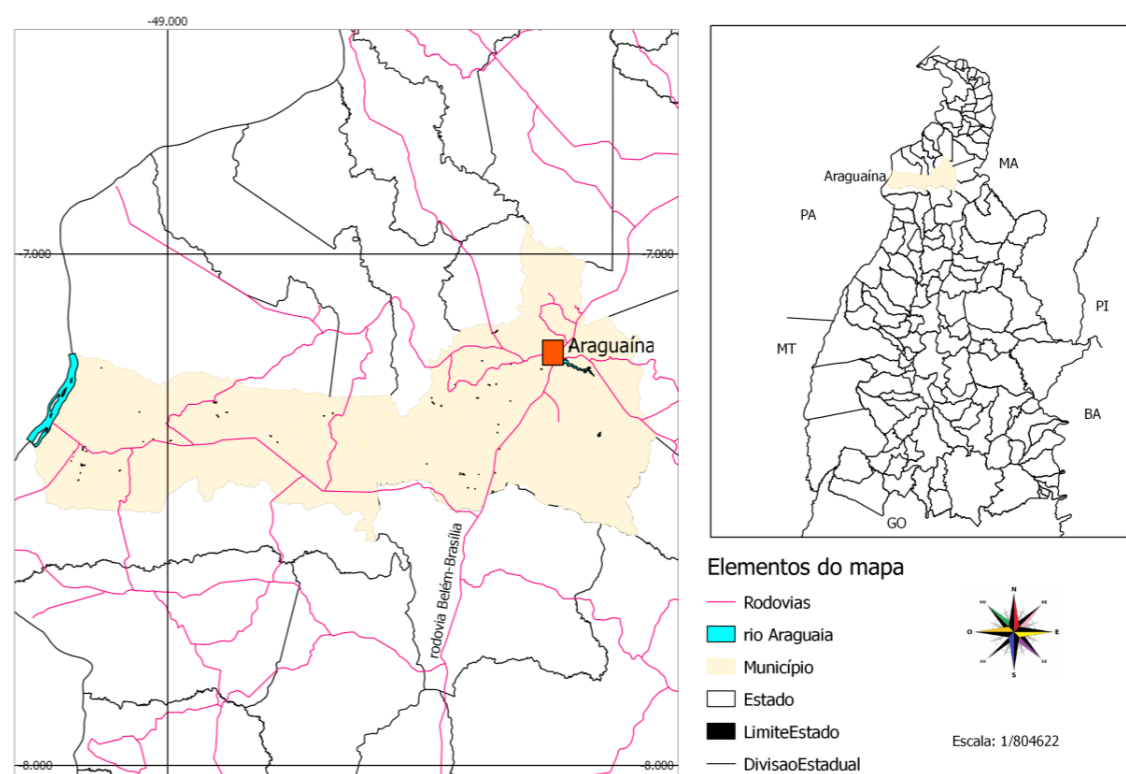 -49.000
-7.000
-7.000
Araguaína
rodovia Belém-Brasília
-8.000
-8.000
Araguaína
MA
PA
PI
MT
BA
GO
Elementos do mapa
Rodovias
rio Araguaia
Município
Estado
LimiteEstado
DivisaoEstadual
N
O
E
S
Escala: 1/804622